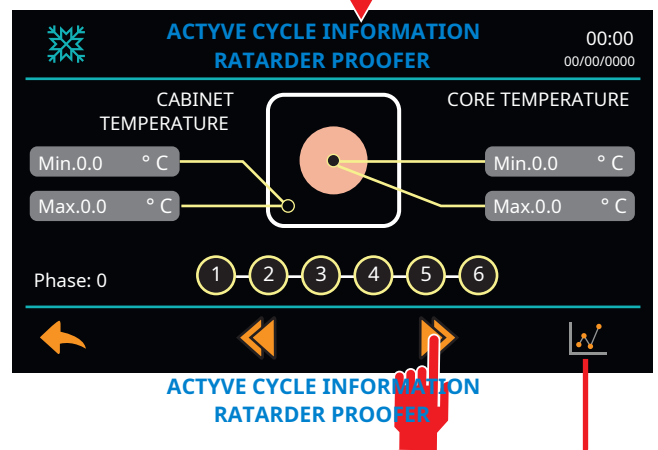 ACTYVE CYCLE INFORMATION
RATARDER PROOFER
00:00
00/00/0000
CABINET
TEMPERATURE
CORE TEMPERATURE
Min.0.0 ° C
Max.0.0 ° C
Min.0.0 ° C
Max.0.0 ° C
Phase: 0
1 2 3 4 5 6
ACTYVE CYCLE INFORMATION
RATARDER PROOFER